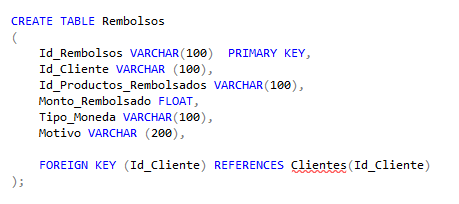 CREATE TABLE Rembolsos
(
Id_Rembolsos VARCHAR(100)  PRIMARY KEY,
Id_Cliente VARCHAR (100),
Id_Productos_Rembolsados VARCHAR(100),
Monto_Rembolsado FLOAT,
Tipo_Moneda VARCHAR(100),
Motivo VARCHAR (200),
FOREIGN KEY (Id_Cliente) REFERENCES Clientes(Id_Cliente)
);